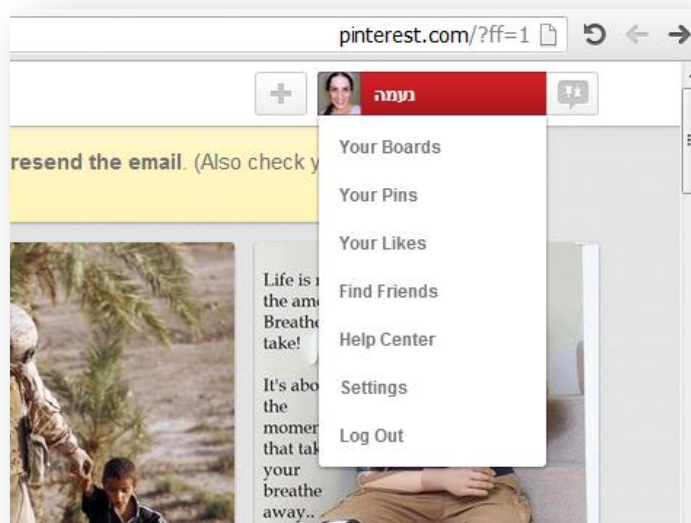 pinterest.com/?ff=1
נעמה
resend the email. (Also check y
Your Boards
Your Pins
Your Likes
Find Friends
Help Center
Settings
Log Out
Life is
the am
Breathe
take!
It's abo
the
momen
that tak
your
breathe
away..